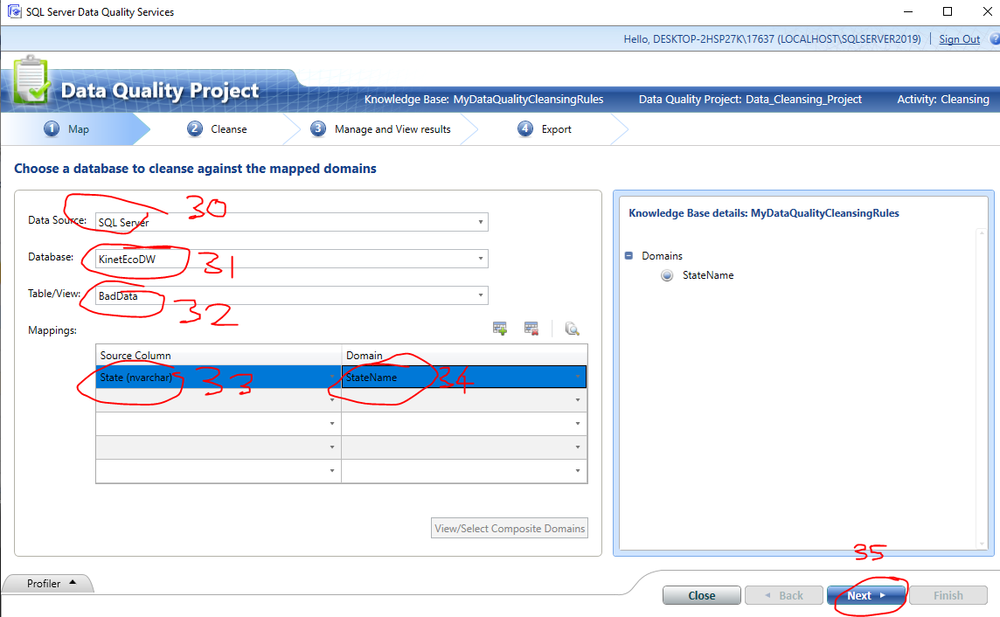 SQL Server Data Quality Services
Hello, DESKTOP-2HSP27K\17637 (LOCALHOST\SQLSERVER2019) Sign Out ?
Data Quality Project
Knowledge Base: MyDataQualityCleansingRules Data Quality Project: Data_Cleansing_Project Activity: Cleansing
1 Map 2 Cleanse 3 Manage and View results 4 Export
Choose a database to cleanse against the mapped domains
Data Source: SQL Server 30
Database: KinetEcoDW 31
Table/View: BadData 32
Mappings:
Source Column Domain
State (nvarchar) 33 StateName 34
View/Select Composite Domains
Knowledge Base details: MyDataQualityCleansingRules
Domains
StateName
35
Profiler
Close Back Next Finish